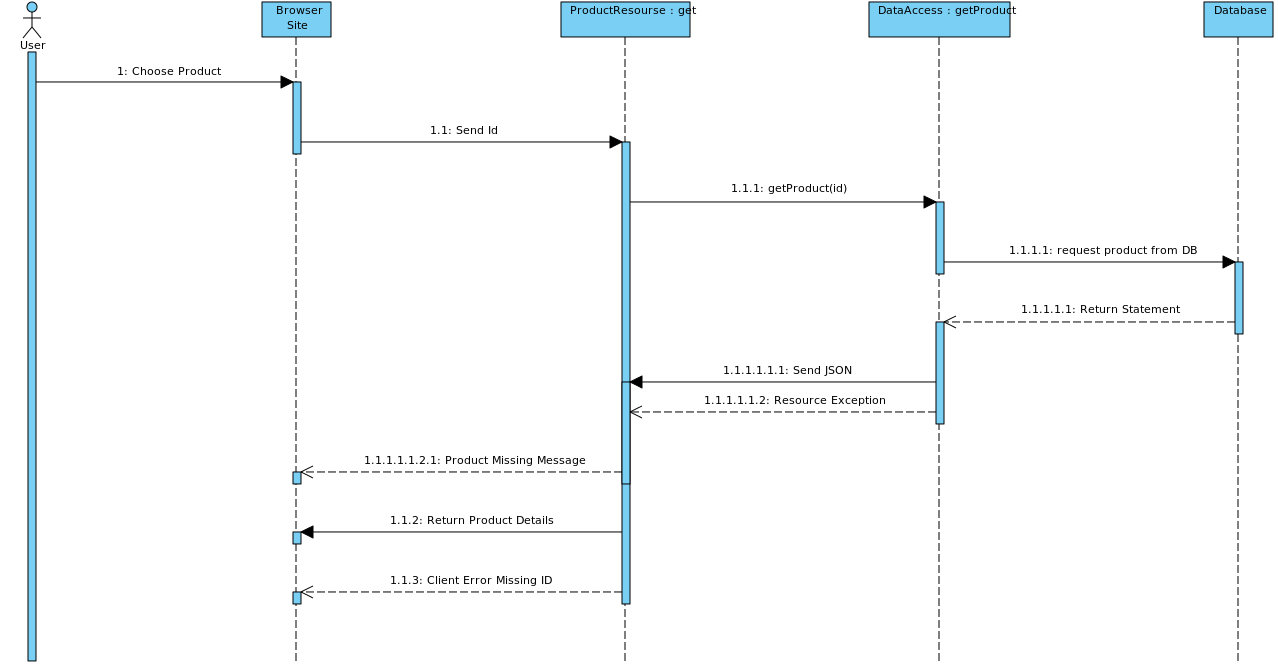 Browser
Site
ProductResourse : get
DataAccess : getProduct
Database
User
1: Choose Product
1.1: Send Id
1.1.1: getProduct(id)
1.1.1.1: request product from DB
1.1.1.1.1: Return Statement
1.1.1.1.1.1: Send JSON
1.1.1.1.1.2: Resource Exception
1.1.1.1.1.2.1: Product Missing Message
1.1.2: Return Product Details
1.1.3: Client Error Missing ID